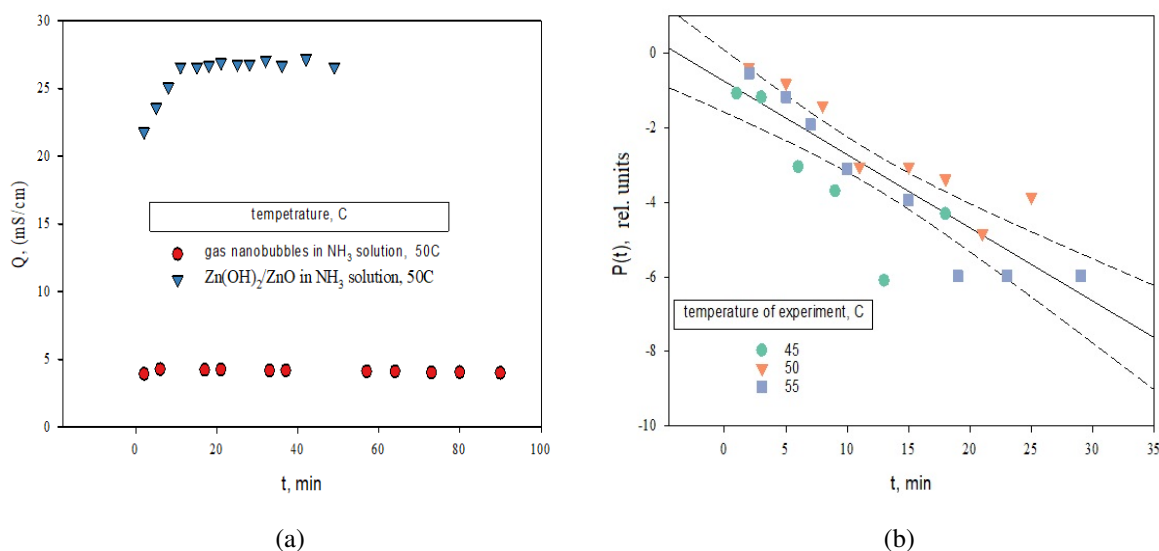 30
25
20
15
10
5
0
Q, (mS/cm)
tempetrature, C
gas nanobubbles in NH3 solution, 50C
Zn(OH)2/ZnO in NH3 solution, 50C
0 20 40 60 80 100
t, min
(a)
0
-2
-4
-6
-8
-10
P(t), rel. units
temperature of experiment, C
45
50
55
0 5 10 15 20 25 30 35
t, min
(b)